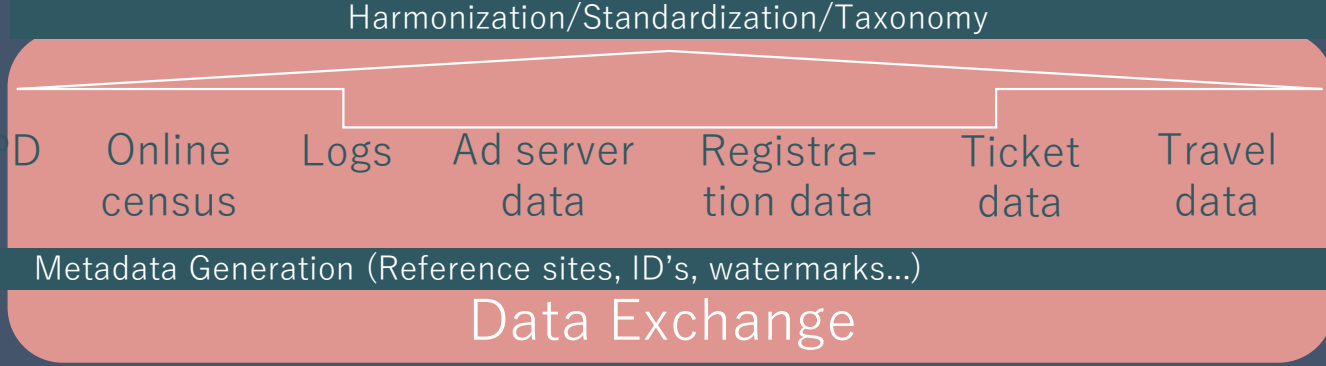 Harmonization/Standardization/Taxonomy
PD Online Logs Ad server Registra- Ticket Travel
census data tion data data data
Metadata Generation (Reference sites, ID's, watermarks...)
Data Exchange